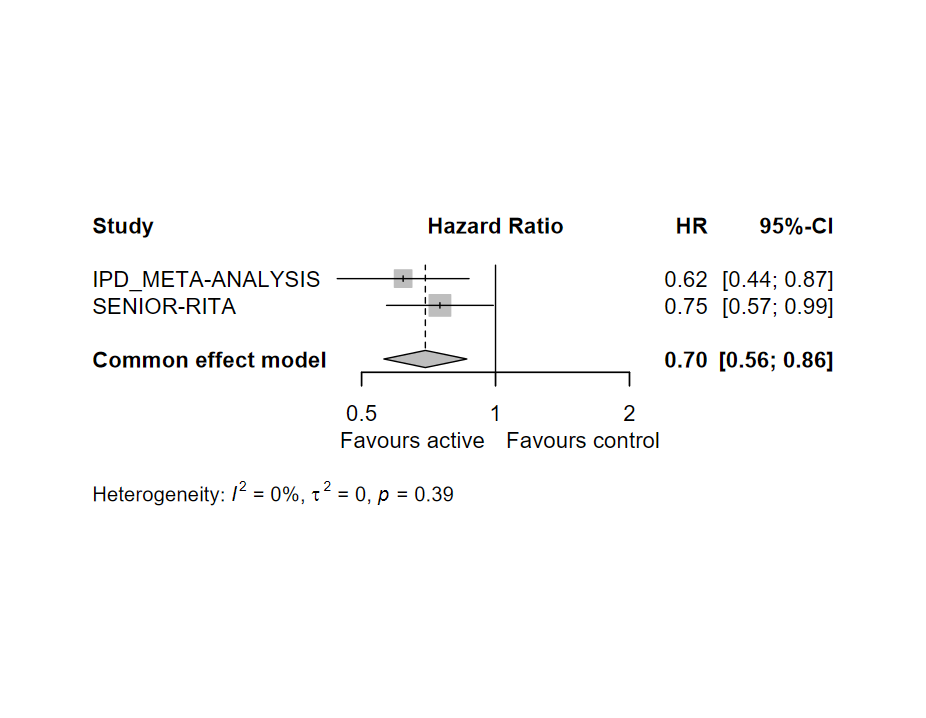 Study Hazard Ratio HR 95%-CI
IPD_META-ANALYSIS 0.62 [0.44; 0.87]
SENIOR-RITA 0.75 [0.57; 0.99]
Common effect model 0.70 [0.56; 0.86]
0.5 1 2
Favours active Favours control
Heterogeneity: I² = 0%, τ² = 0, p = 0.39